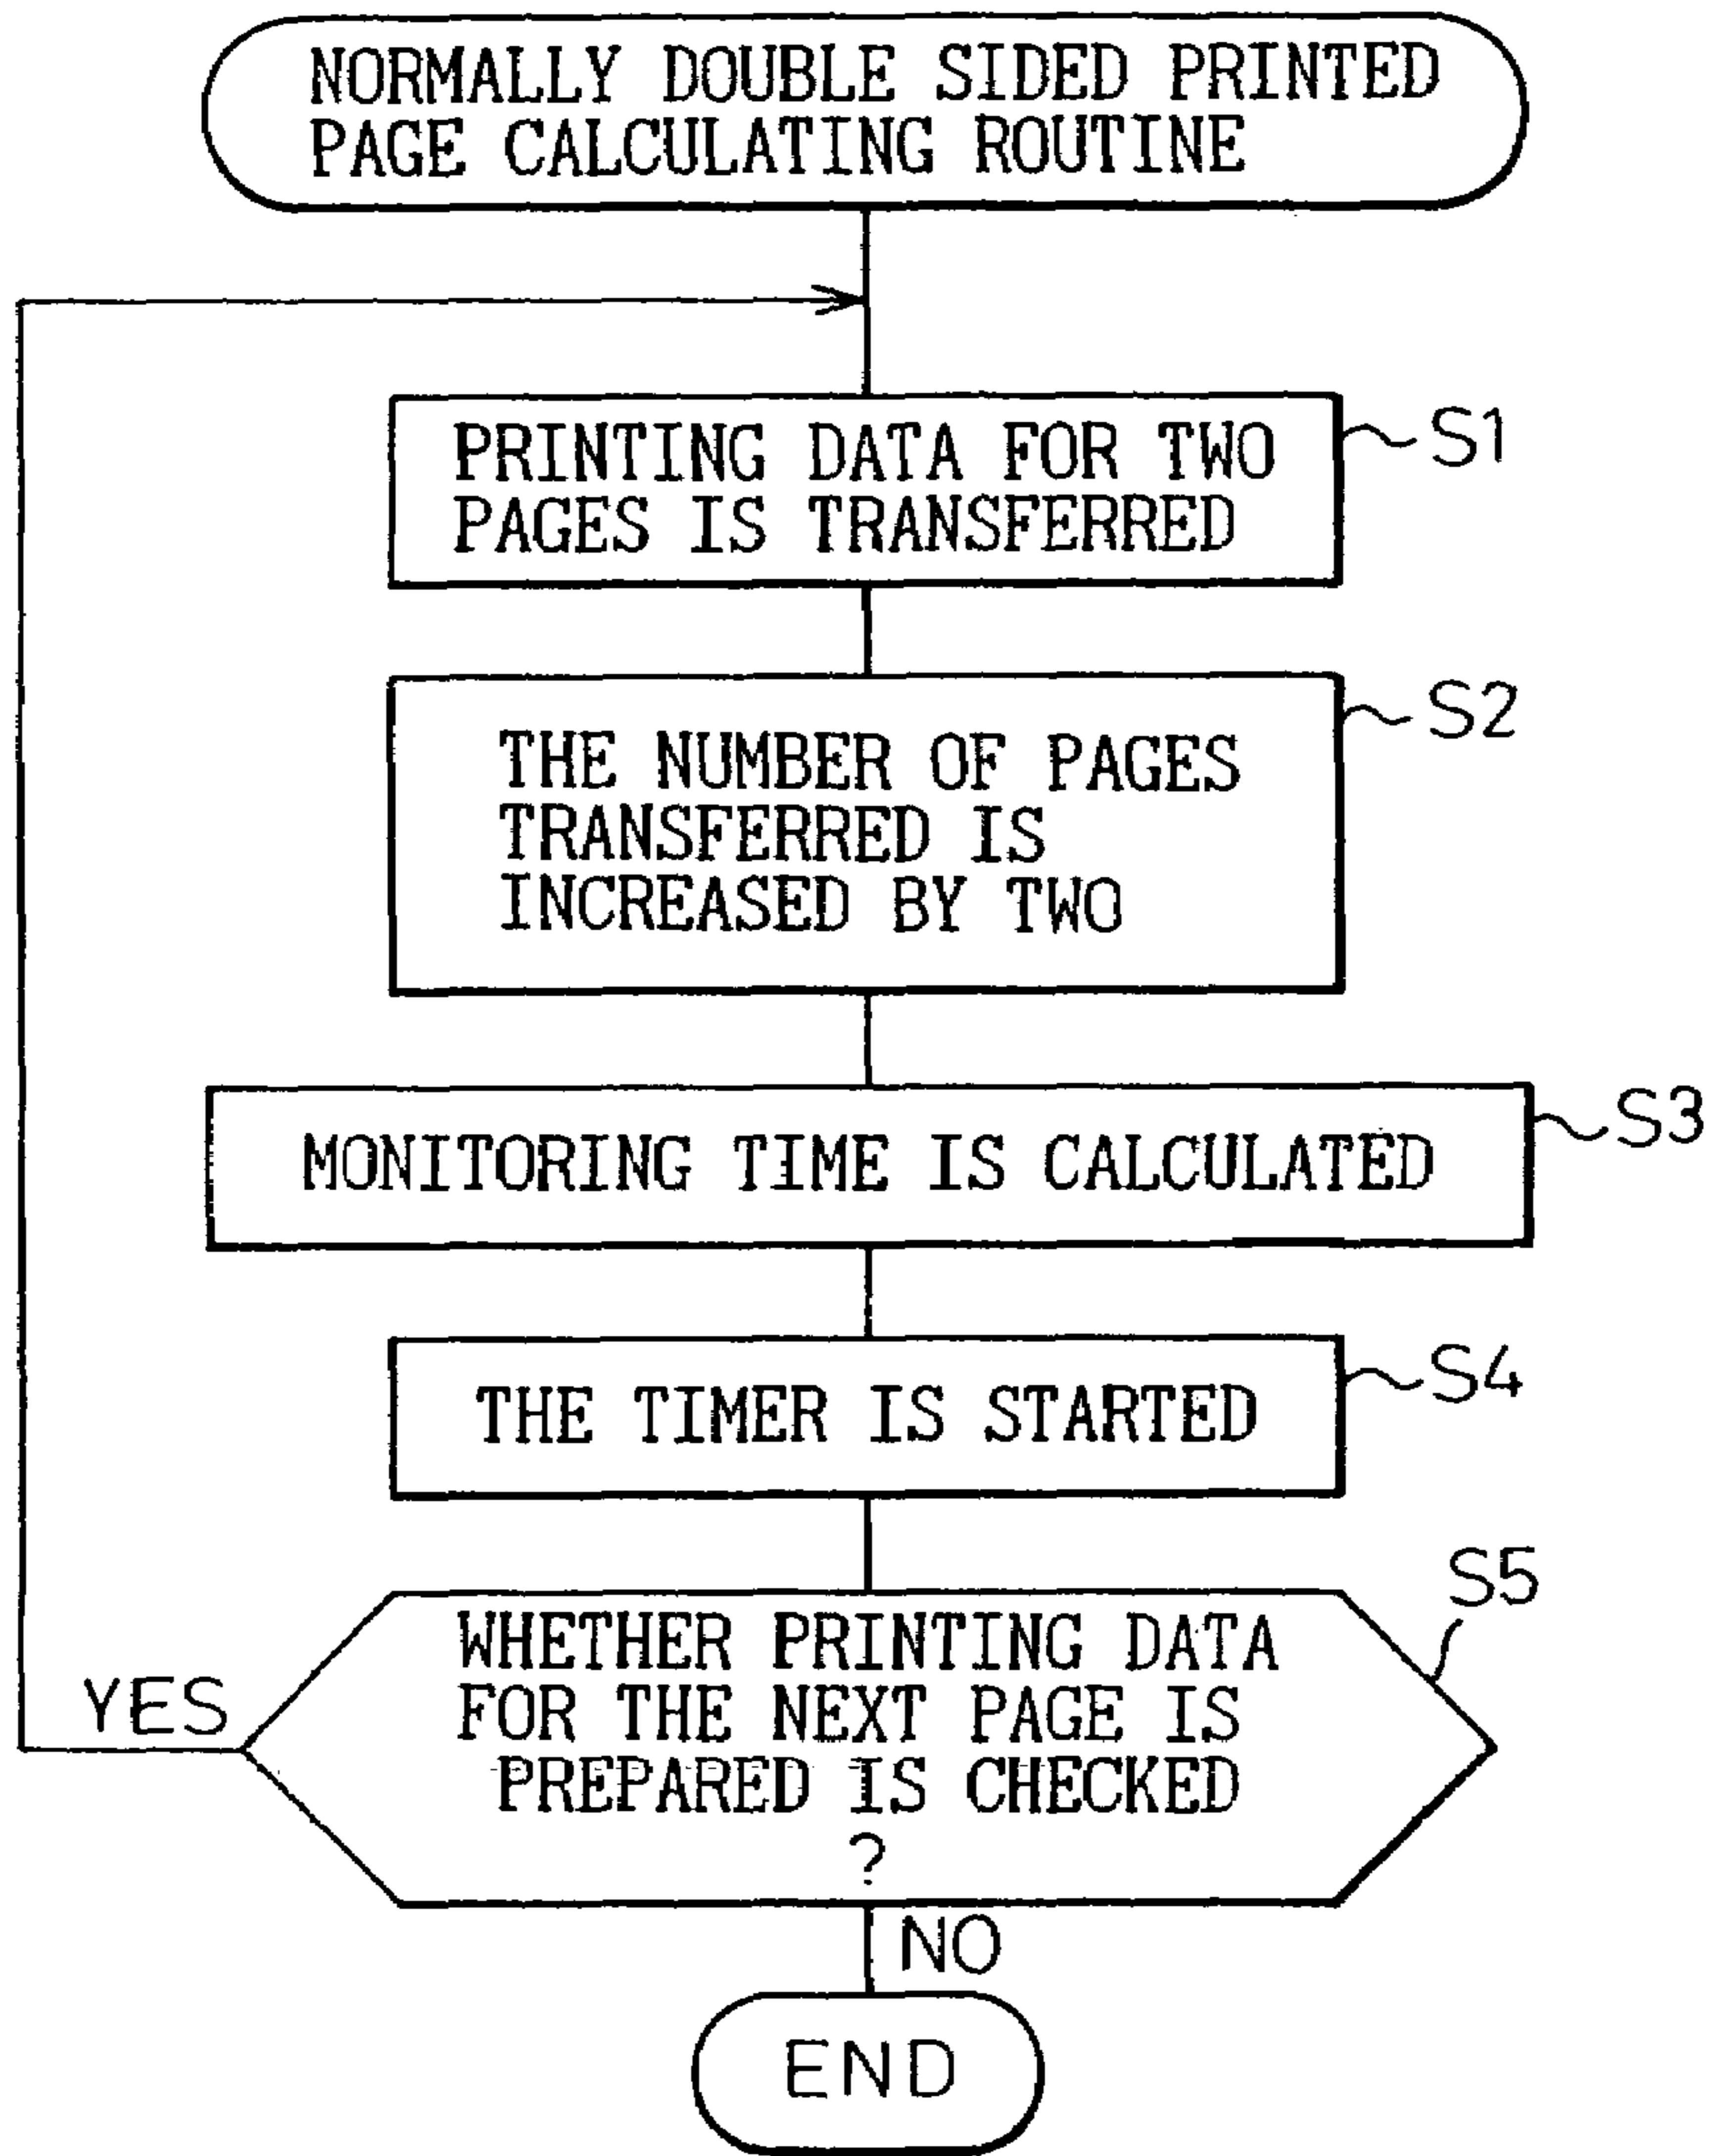 NORMALLY DOUBLE SIDED PRINTED
PAGE CALCULATING ROUTINE
PRINTING DATA FOR TWO
PAGES IS TRANSFERRED
S1
THE NUMBER OF PAGES
TRANSFERRED IS
INCREASED BY TWO
S2
MONITORING TIME IS CALCULATED
S3
THE TIMER IS STARTED
S4
WHETHER PRINTING DATA
FOR THE NEXT PAGE IS
PREPARED IS CHECKED
?
S5
YES
NO
END